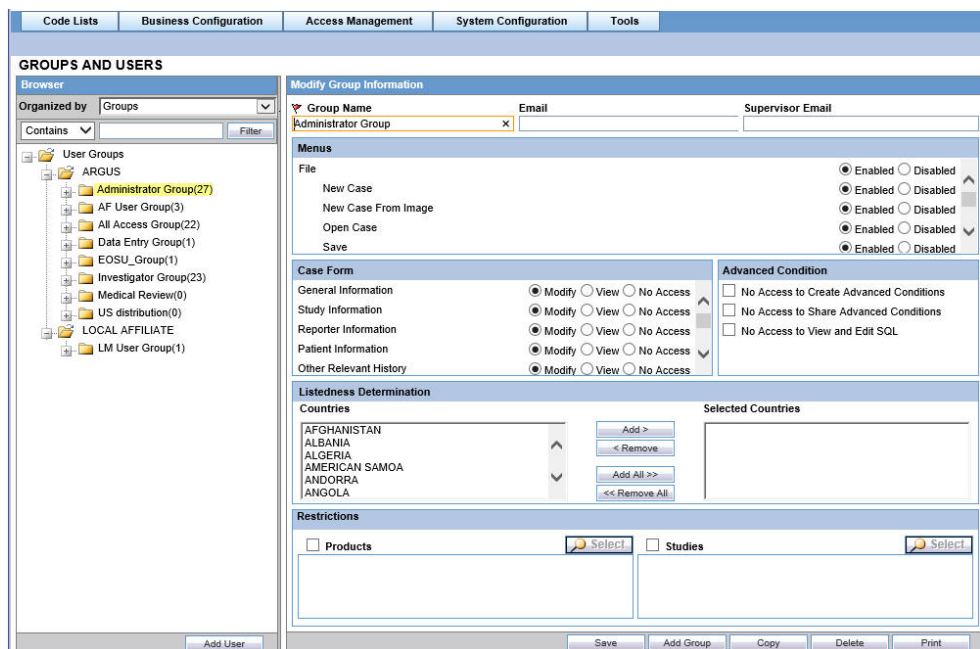 Code Lists Business Configuration Access Management System Configuration Tools
GROUPS AND USERS
Browser
Organized by Groups
Contains Filter
User Groups
ARGUS
Administrator Group(27)
AF User Group(3)
All Access Group(22)
Data Entry Group(1)
EOSU_Group(1)
Investigator Group(23)
Medical Review(0)
US distribution(0)
LOCAL AFFILIATE
LM User Group(1)
Add User
Modify Group Information
Group Name Email Supervisor Email
Administrator Group
Menus
File Enabled Disabled
New Case Enabled Disabled
New Case From Image Enabled Disabled
Open Case Enabled Disabled
Save Enabled Disabled
Case Form
General Information Modify View No Access
Study Information Modify View No Access
Reporter Information Modify View No Access
Patient Information Modify View No Access
Other Relevant History Modify View No Access
Advanced Condition
No Access to Create Advanced Conditions
No Access to Share Advanced Conditions
No Access to View and Edit SQL
Listedness Determination
Countries
AFGHANISTAN
ALBANIA
ALGERIA
AMERICAN SAMOA
ANDORRA
ANGOLA
Add >
< Remove
Add All >>
<< Remove All
Selected Countries
Restrictions
Products Select Studies Select
Save Add Group Copy Delete Print